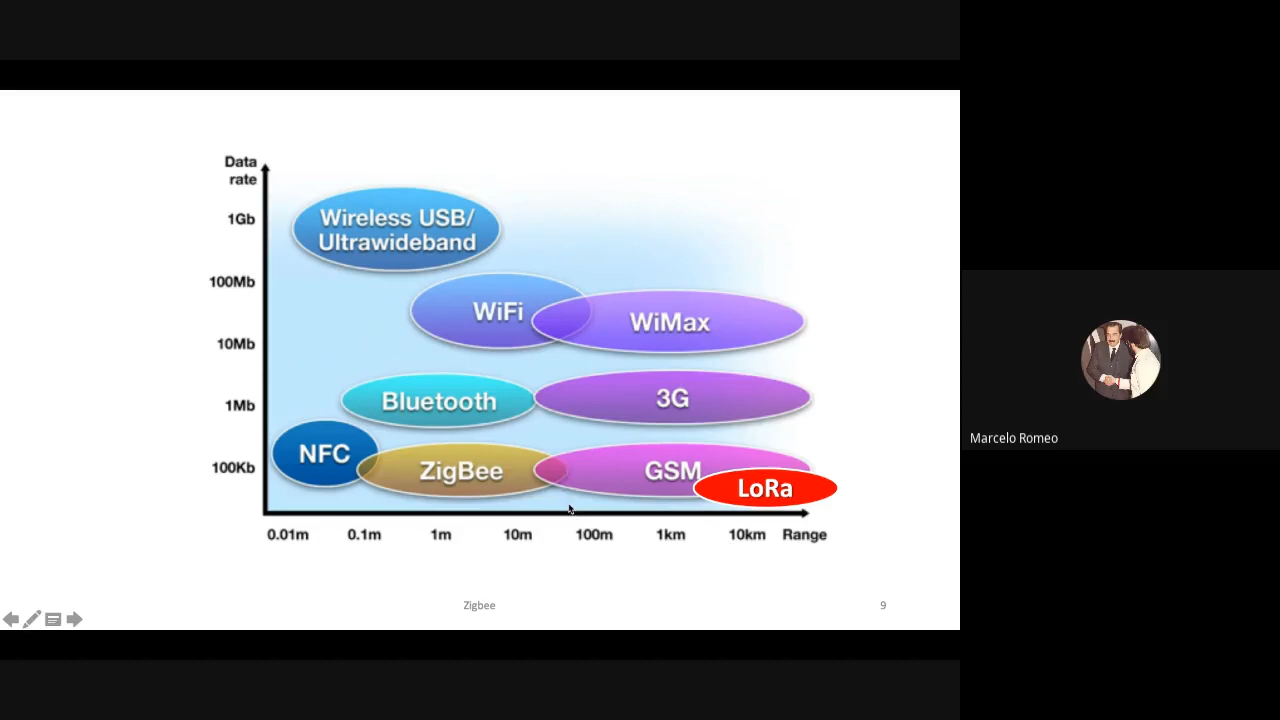 Data
rate
1Gb
Wireless USB/
Ultrawideband
100Mb
WiFi
WiMax
10Mb
1Mb
Bluetooth
3G
NFC
100Kb
ZigBee
GSM
LoRa
0.01m 0.1m 1m 10m 100m 1km 10km Range
Zigbee 9
Marcelo Romeo